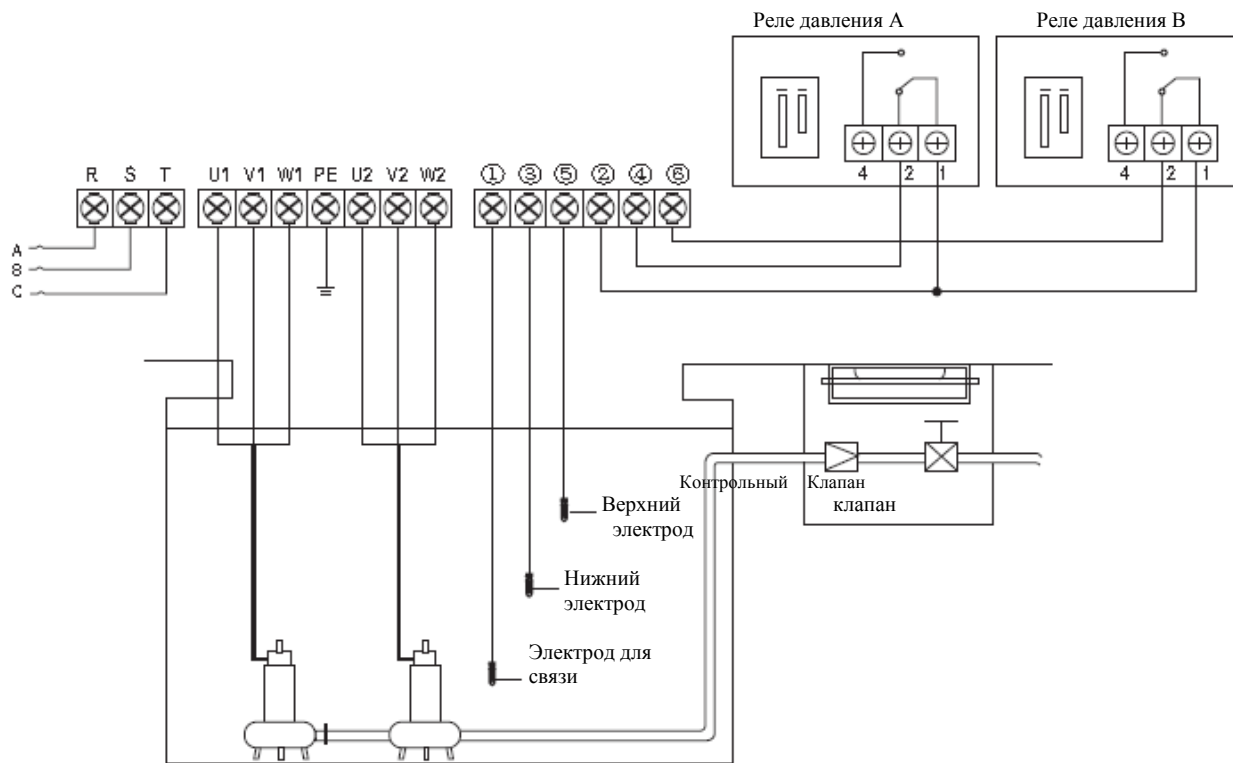 Реле давления А
Реле давления В
4 2 1
4 2 1
R S T
U1 V1 W1 PE U2 V2 W2
① ③ ⑤ ② ④ ⑥
A
8
C
Контрольный Клапан
клапан
Верхний
электрод
Нижний
электрод
Электрод для
связи